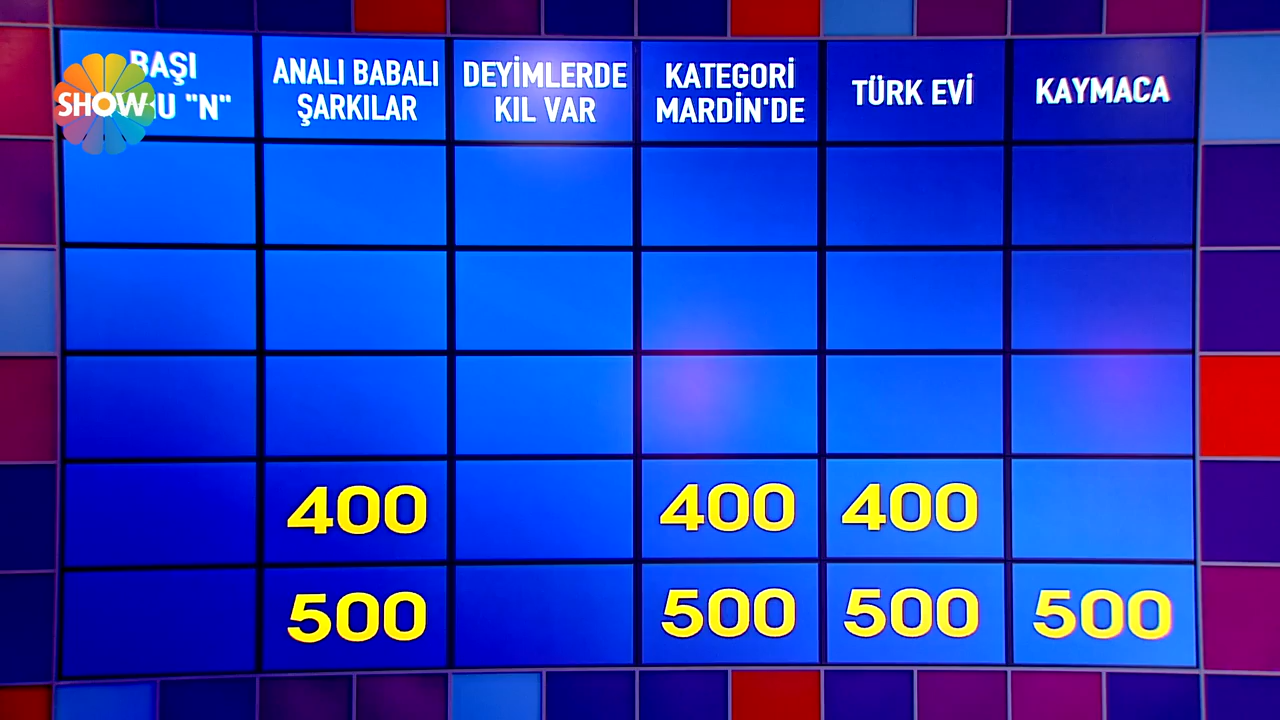 BAŞI
"N"
ANALI BABALI
ŞARKILAR
DEYİMLERDE
KIL VAR
KATEGORİ
MARDİN'DE
TÜRK EVİ
KAYMACA
SHOW
400
400
400
500
500
500
500